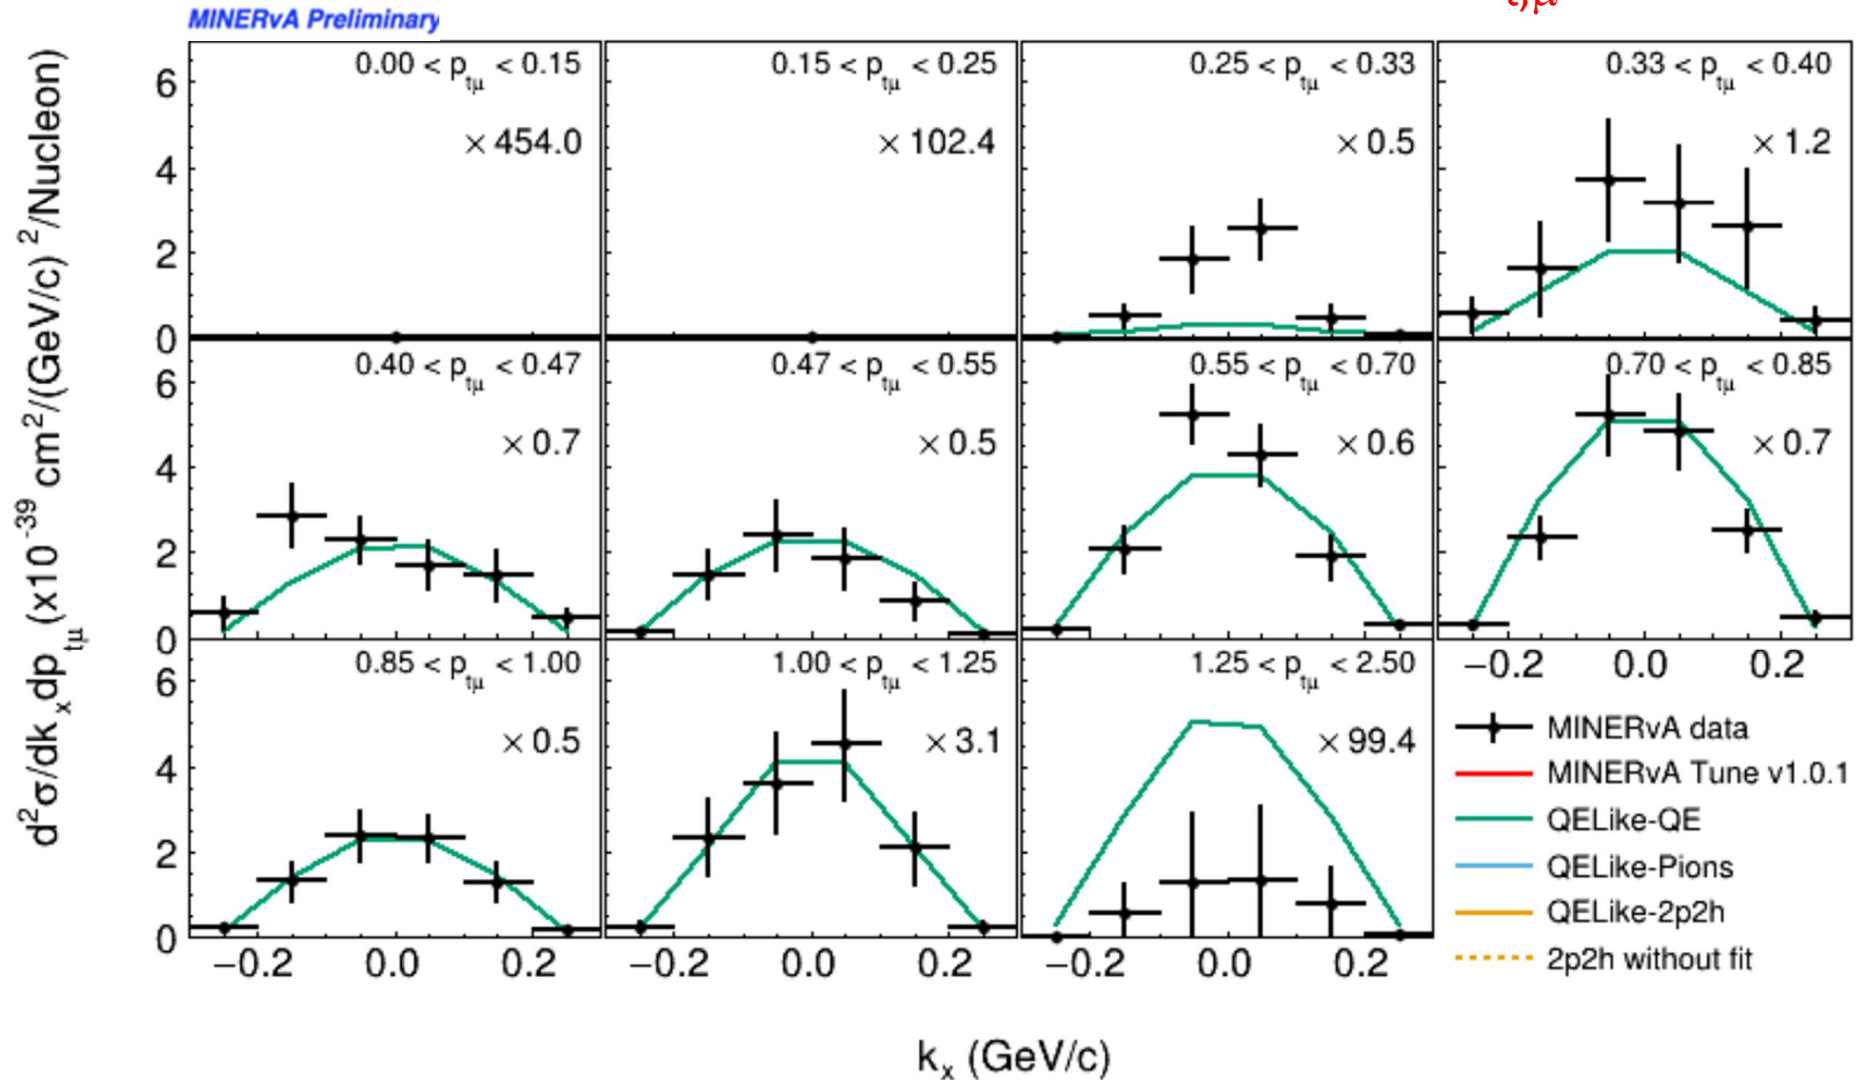 t,μ
MINERvA Preliminary
d²σ/dk_x dp_tμ (x10⁻³⁹ cm²/(GeV/c)²/Nucleon)
0.00 < p_tμ < 0.15
× 454.0
0.15 < p_tμ < 0.25
× 102.4
0.25 < p_tμ < 0.33
× 0.5
0.33 < p_tμ < 0.40
× 1.2
6
4
2
0
0.40 < p_tμ < 0.47
× 0.7
0.47 < p_tμ < 0.55
× 0.5
0.55 < p_tμ < 0.70
× 0.6
0.70 < p_tμ < 0.85
× 0.7
6
4
2
0
−0.2 0.0 0.2
0.85 < p_tμ < 1.00
× 0.5
1.00 < p_tμ < 1.25
× 3.1
1.25 < p_tμ < 2.50
× 99.4
6
4
2
0
−0.2 0.0 0.2
−0.2 0.0 0.2
−0.2 0.0 0.2
MINERvA data
MINERvA Tune v1.0.1
QELike-QE
QELike-Pions
QELike-2p2h
2p2h without fit
k_x (GeV/c)